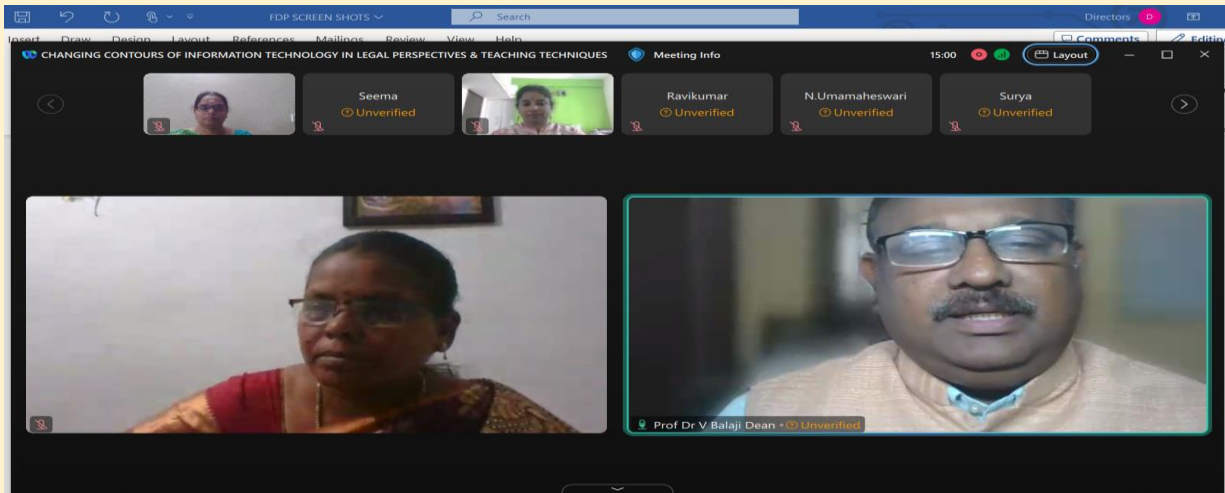 FDP SCREEN SHOTS
Search
Directors D
Insert Draw Design Layout References Mailings Review View Help
Comments
Editing
CHANGING CONTOURS OF INFORMATION TECHNOLOGY IN LEGAL PERSPECTIVES & TEACHING TECHNIQUES
Meeting Info
15:00
Layout
Seema
Unverified
Ravikumar
Unverified
N.Umamaheswari
Unverified
Surya
Unverified
Prof Dr V Balaji Dean • Unverified